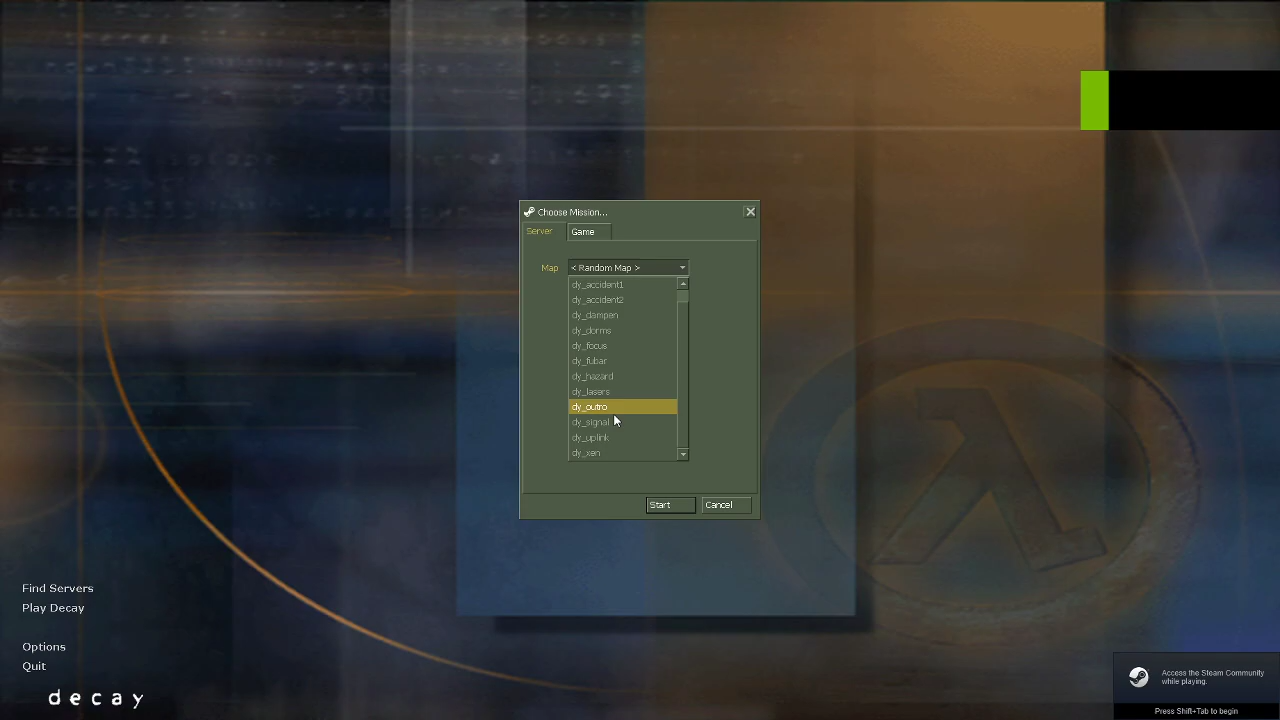 Choose Mission...
Server
Game
Map
< Random Map >
dy_accident1
dy_accident2
dy_dampen
dy_dorms
dy_focus
dy_fubar
dy_hazard
dy_lasers
dy_outro
dy_signal
dy_uplink
dy_xen
Start
Cancel
Find Servers
Play Decay
Options
Quit
decay
Access the Steam Community
while playing.
Press Shift+Tab to begin